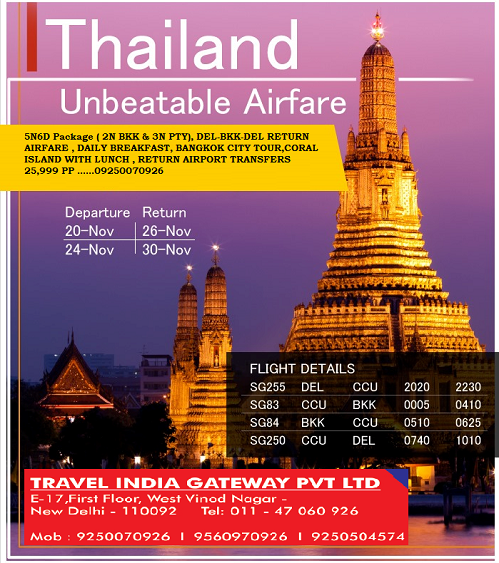 Thailand
Unbeatable Airfare
5N6D Package ( 2N BKK & 3N PTY), DEL-BKK-DEL RETURN
AIRFARE , DAILY BREAKFAST, BANGKOK CITY TOUR,CORAL
ISLAND WITH LUNCH , RETURN AIRPORT TRANSFERS
25,999 PP ......09250070926
Departure Return
20-Nov 26-Nov
24-Nov 30-Nov
FLIGHT DETAILS
SG255 DEL CCU 2020 2230
SG83 CCU BKK 0005 0410
SG84 BKK CCU 0510 0625
SG250 CCU DEL 0740 1010
TRAVEL INDIA GATEWAY PVT LTD
E-17,First Floor, West Vinod Nagar -
New Delhi - 110092 Tel: 011 - 47 060 926
Mob : 9250070926 I 9560970926 I 9250504574